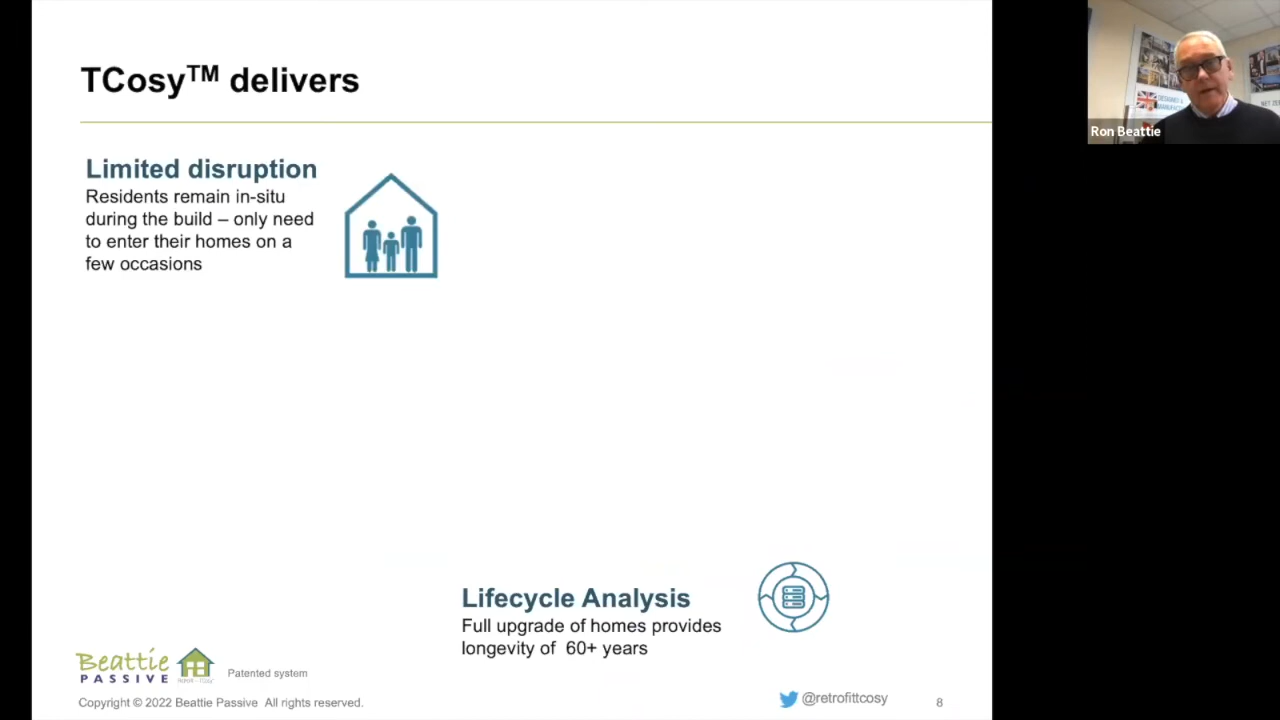 TCosy™ delivers
Limited disruption
Residents remain in-situ
during the build – only need
to enter their homes on a
few occasions
Lifecycle Analysis
Full upgrade of homes provides
longevity of 60+ years
Beattie
PASSIVE
Patented system
Copyright © 2022 Beattie Passive All rights reserved.
@retrofittcosy
8
Ron Beattie